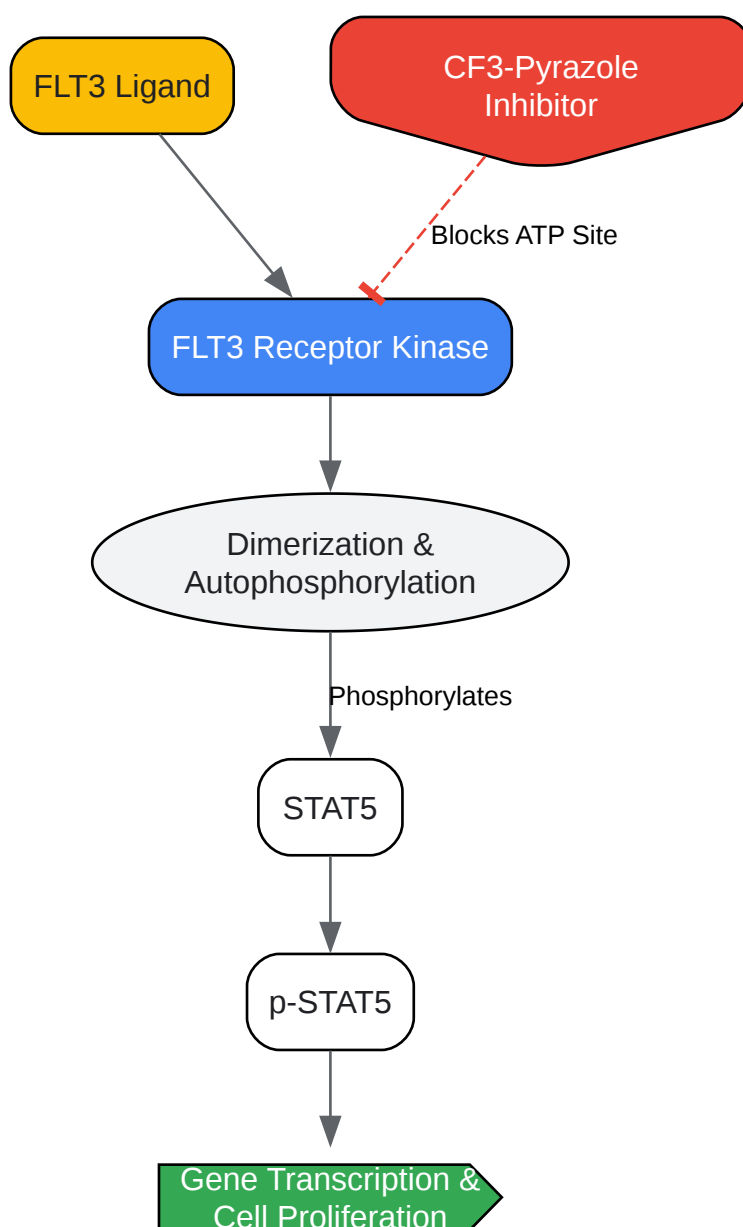 FLT3 Ligand
CF3-Pyrazole
Inhibitor
Blocks ATP Site
FLT3 Receptor Kinase
Dimerization &
Autophosphorylation
Phosphorylates
STAT5
p-STAT5
Gene Transcription &
Cell Proliferation